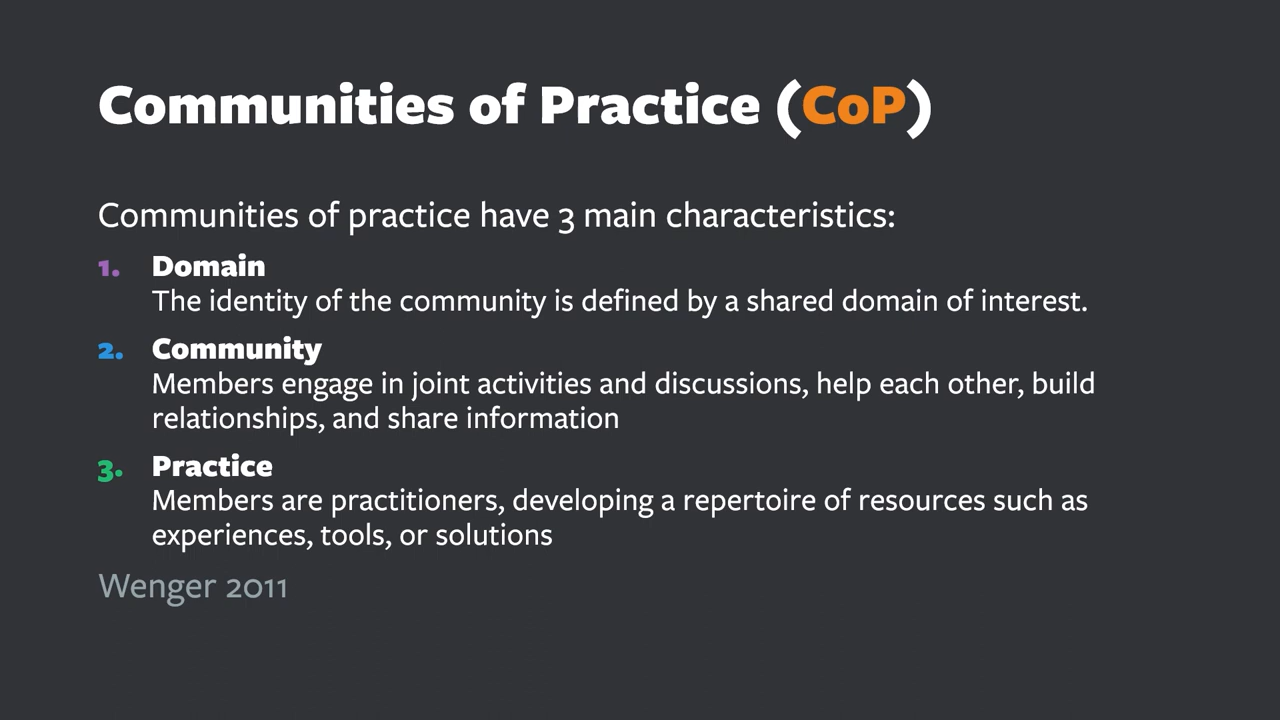 Communities of Practice (CoP)
Communities of practice have 3 main characteristics:
1. Domain
The identity of the community is defined by a shared domain of interest.
2. Community
Members engage in joint activities and discussions, help each other, build
relationships, and share information
3. Practice
Members are practitioners, developing a repertoire of resources such as
experiences, tools, or solutions
Wenger 2011